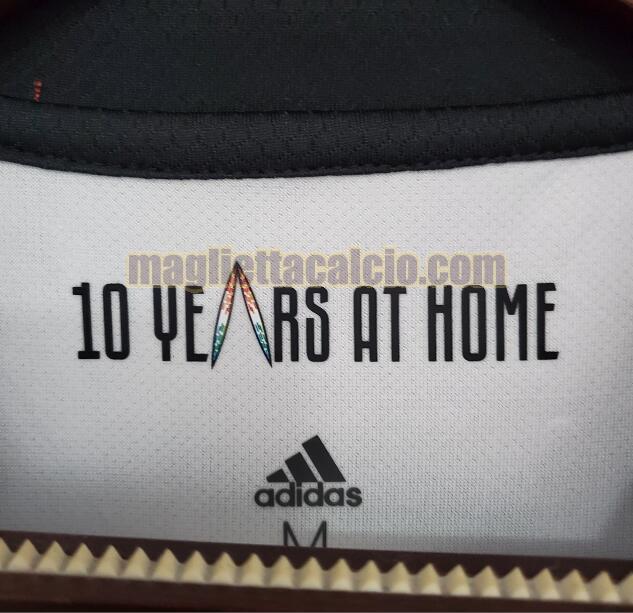 magliettacalcio.com
10 YEARS AT HOME
adidas
M